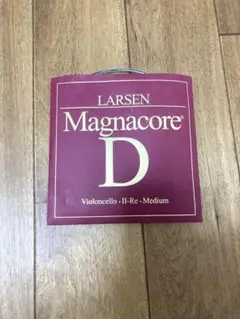 LARSEN
Magnacore®
D
Violoncello • II-Re • Medium